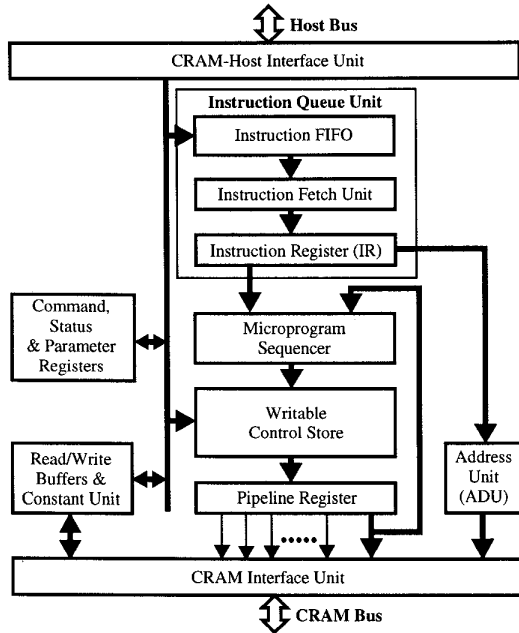 Host Bus
CRAM-Host Interface Unit
Instruction Queue Unit
Instruction FIFO
Instruction Fetch Unit
Instruction Register (IR)
Command,
Status
& Parameter
Registers
Microprogram
Sequencer
Writable
Control Store
Read/Write
Buffers &
Constant Unit
Pipeline Register
Address
Unit
(ADU)
CRAM Interface Unit
CRAM Bus